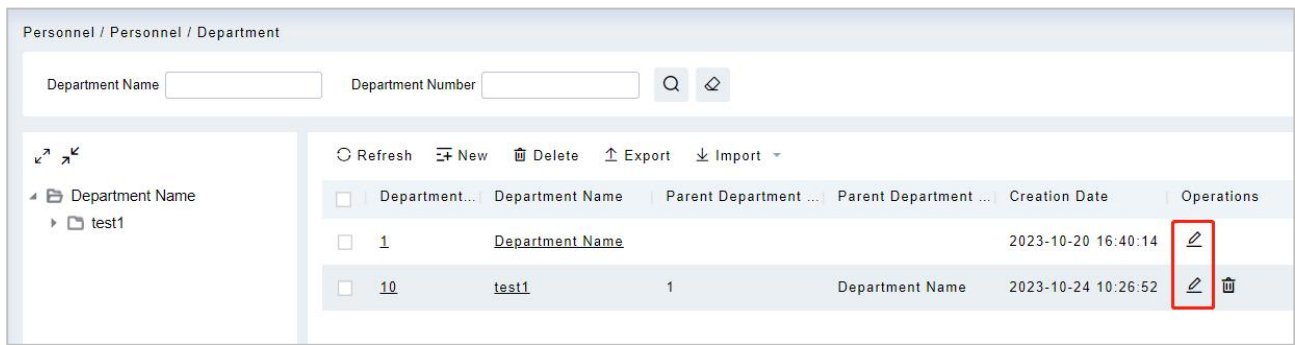 Personnel / Personnel / Department
Department Name Department Number
Refresh New Delete Export Import
Department Name
test1
Department... Department Name Parent Department ... Parent Department ... Creation Date Operations
1 Department Name 2023-10-20 16:40:14
10 test1 1 Department Name 2023-10-24 10:26:52